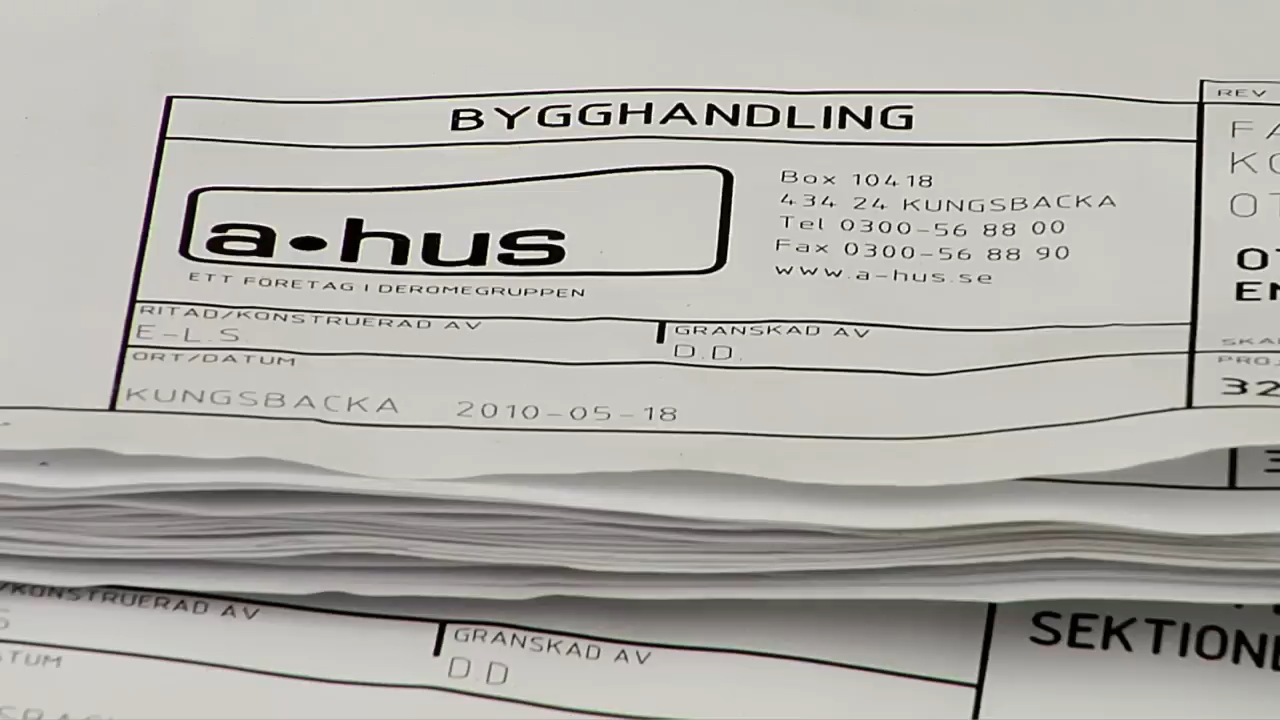 BYGGHANDLING
a•hus
ETT FÖRETAG I DEROMEGRUPPEN
Box 10418
434 24 KUNGSBACKA
Tel 0300-56 88 00
Fax 0300-56 88 90
www.a-hus.se
RITAD/KONSTRUERAD AV
E-L.S.
GRANSKAD AV
D.D.
ORT/DATUM
KUNGSBACKA 2010-05-18
REV
/KONSTRUERAD AV
GRANSKAD AV
D.D